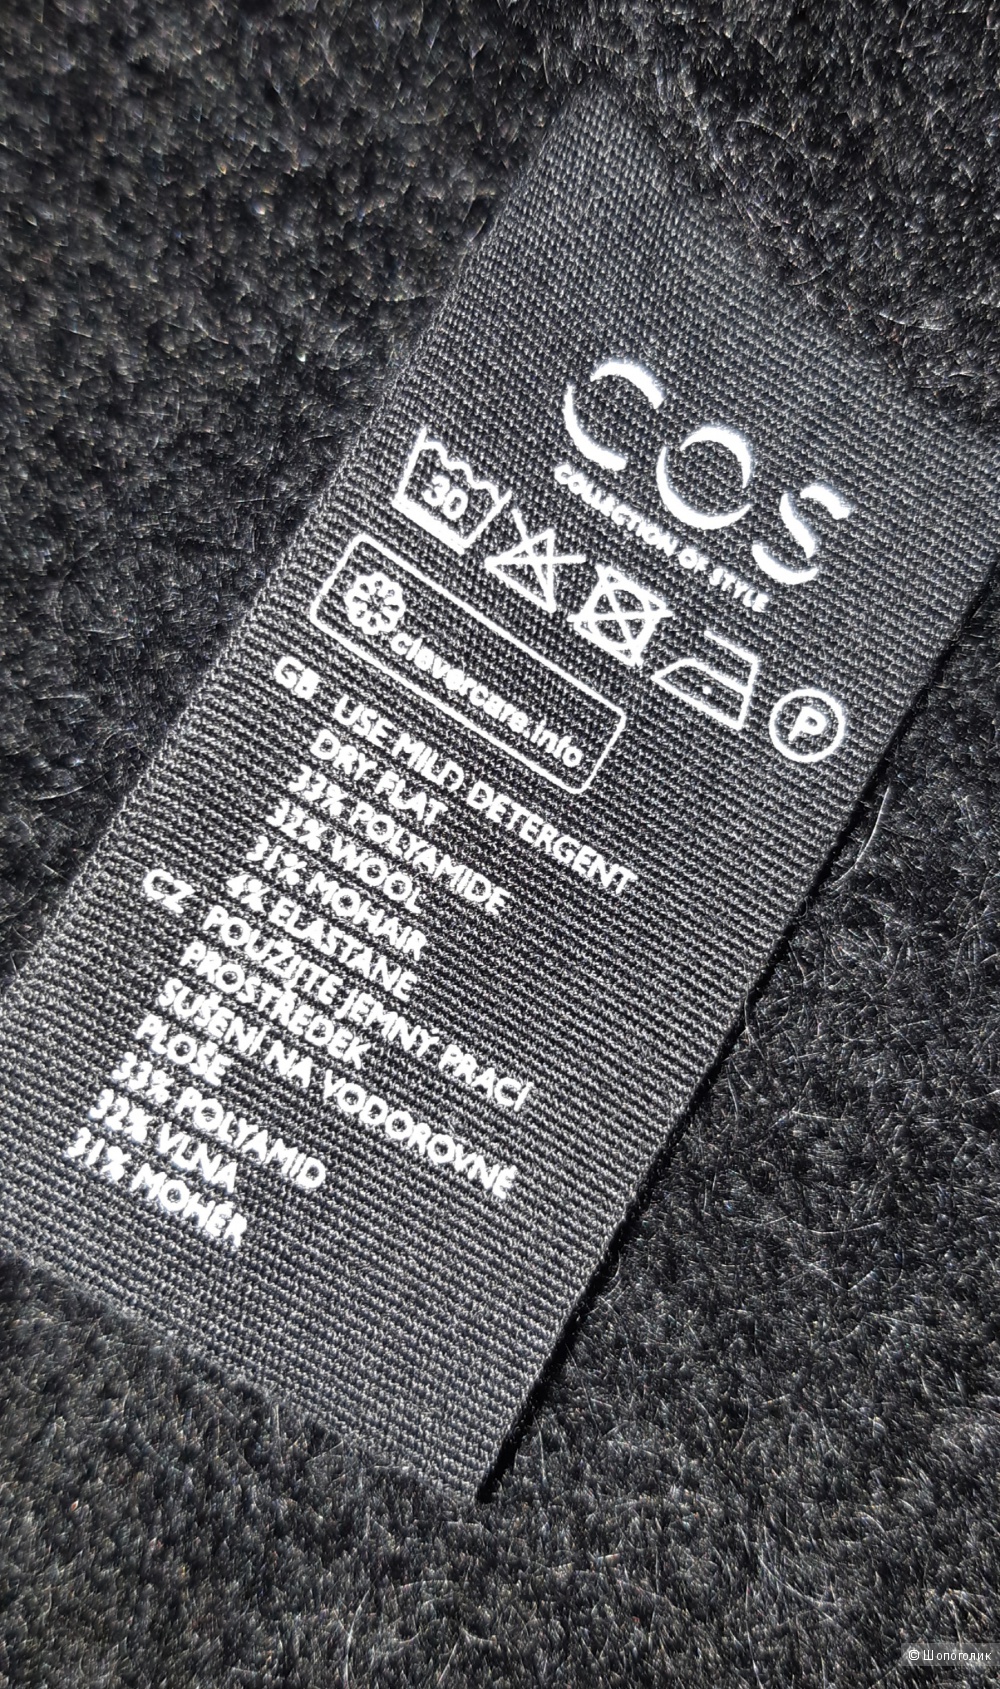 COS
COLLECTION OF STYLE
30
P
clevercare.info
GB USE MILD DETERGENT
DRY FLAT
33% POLYAMIDE
32% WOOL
31% MOHAIR
4% ELASTANE
CZ POUŽIJTE JEMNÝ PRACÍ
PROSTŘEDEK
SUŠENÍ NA VODOROVNÉ
PLOŠE
33% POLYAMID
32% VLNA
31% MOHÉR
© Шопоголик